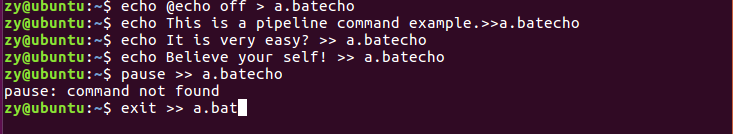 zy@ubuntu:~$ echo @echo off > a.batecho
zy@ubuntu:~$ echo This is a pipeline command example.>>a.batecho
zy@ubuntu:~$ echo It is very easy? >> a.batecho
zy@ubuntu:~$ echo Believe your self! >> a.batecho
zy@ubuntu:~$ pause >> a.batecho
pause: command not found
zy@ubuntu:~$ exit >> a.bat